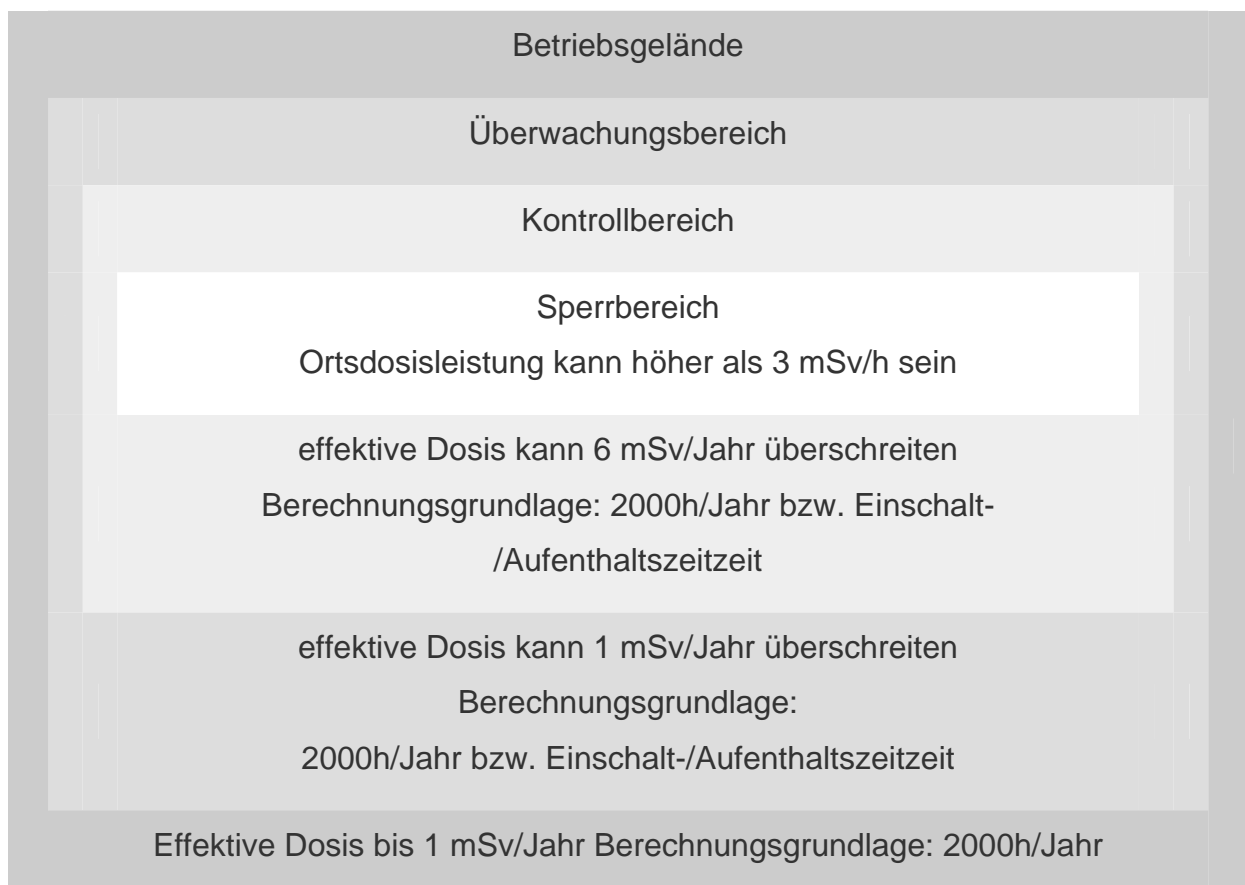 Betriebsgelände
Überwachungsbereich
Kontrollbereich
Sperrbereich
Ortsdosisleistung kann höher als 3 mSv/h sein
effektive Dosis kann 6 mSv/Jahr überschreiten
Berechnungsgrundlage: 2000h/Jahr bzw. Einschalt-
/Aufenthaltszeitzeit
effektive Dosis kann 1 mSv/Jahr überschreiten
Berechnungsgrundlage:
2000h/Jahr bzw. Einschalt-/Aufenthaltszeitzeit
Effektive Dosis bis 1 mSv/Jahr Berechnungsgrundlage: 2000h/Jahr